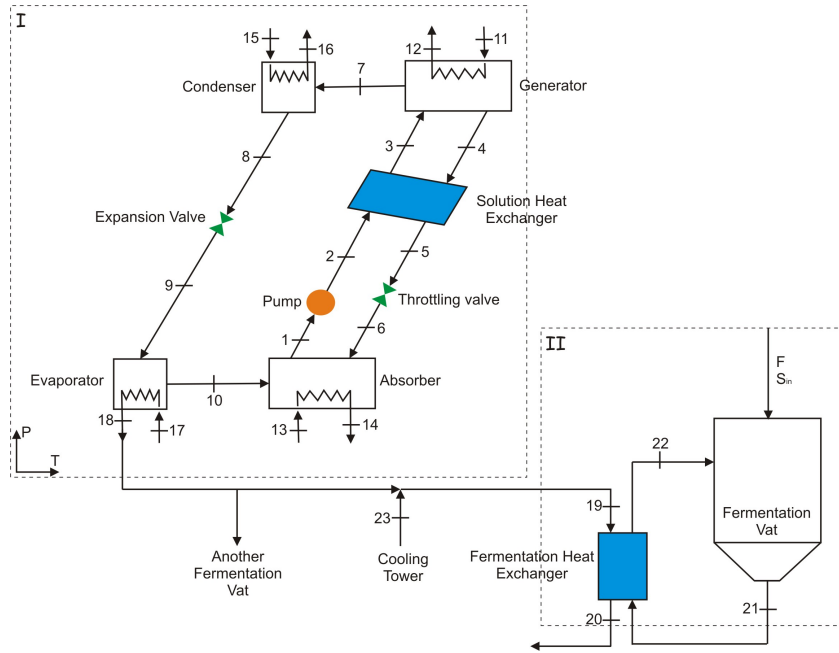 I
15
16
12
11
Condenser
7
Generator
3
4
8
Solution Heat
Exchanger
Expansion Valve
2
5
9
Pump
Throttling valve
1
6
Evaporator
10
Absorber
18
17
13
14
P
T
II
F
Sin
22
Fermentation
Vat
19
23
Another
Fermentation
Vat
Cooling
Tower
Fermentation Heat
Exchanger
21
20